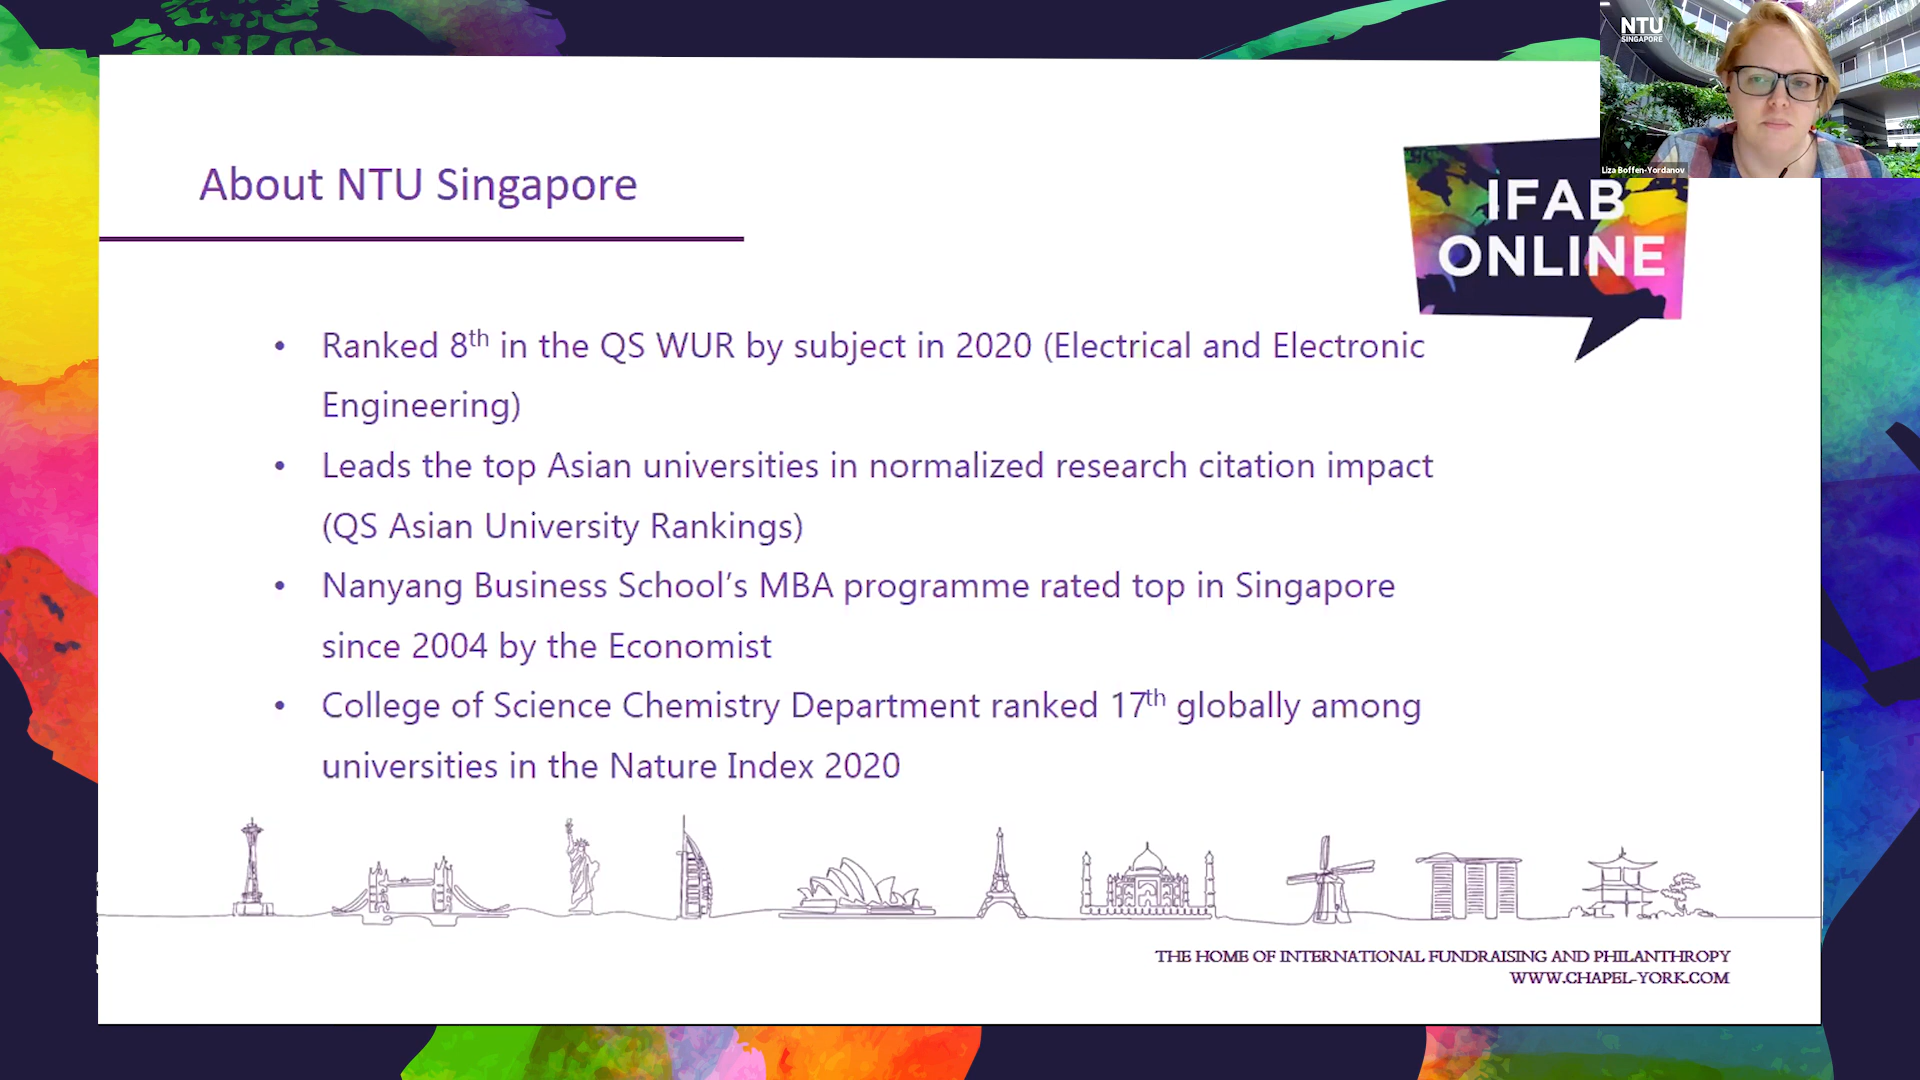 NTU
SINGAPORE
Liza Boffen-Yordanov
About NTU Singapore
IFAB
ONLINE
• Ranked 8th in the QS WUR by subject in 2020 (Electrical and Electronic
Engineering)
• Leads the top Asian universities in normalized research citation impact
(QS Asian University Rankings)
• Nanyang Business School’s MBA programme rated top in Singapore
since 2004 by the Economist
• College of Science Chemistry Department ranked 17th globally among
universities in the Nature Index 2020
THE HOME OF INTERNATIONAL FUNDRAISING AND PHILANTHROPY
WWW.CHAPEL-YORK.COM